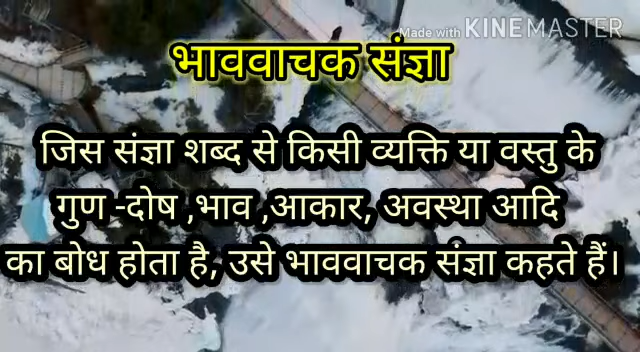 Made with KINEMASTER
भाववाचक संज्ञा
जिस संज्ञा शब्द से किसी व्यक्ति या वस्तु के
गुण -दोष ,भाव ,आकार, अवस्था आदि
का बोध होता है, उसे भाववाचक संज्ञा कहते हैं।